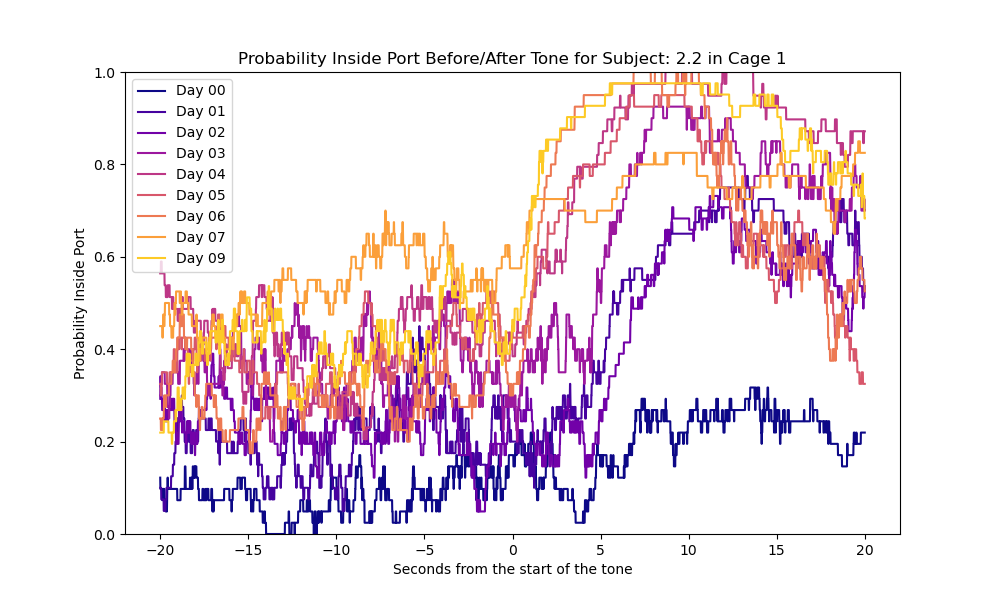 Probability Inside Port Before/After Tone for Subject: 2.2 in Cage 1
Probability Inside Port
1.0
0.8
0.6
0.4
0.2
0.0
Day 00
Day 01
Day 02
Day 03
Day 04
Day 05
Day 06
Day 07
Day 09
−20
−15
−10
−5
0
5
10
15
20
Seconds from the start of the tone